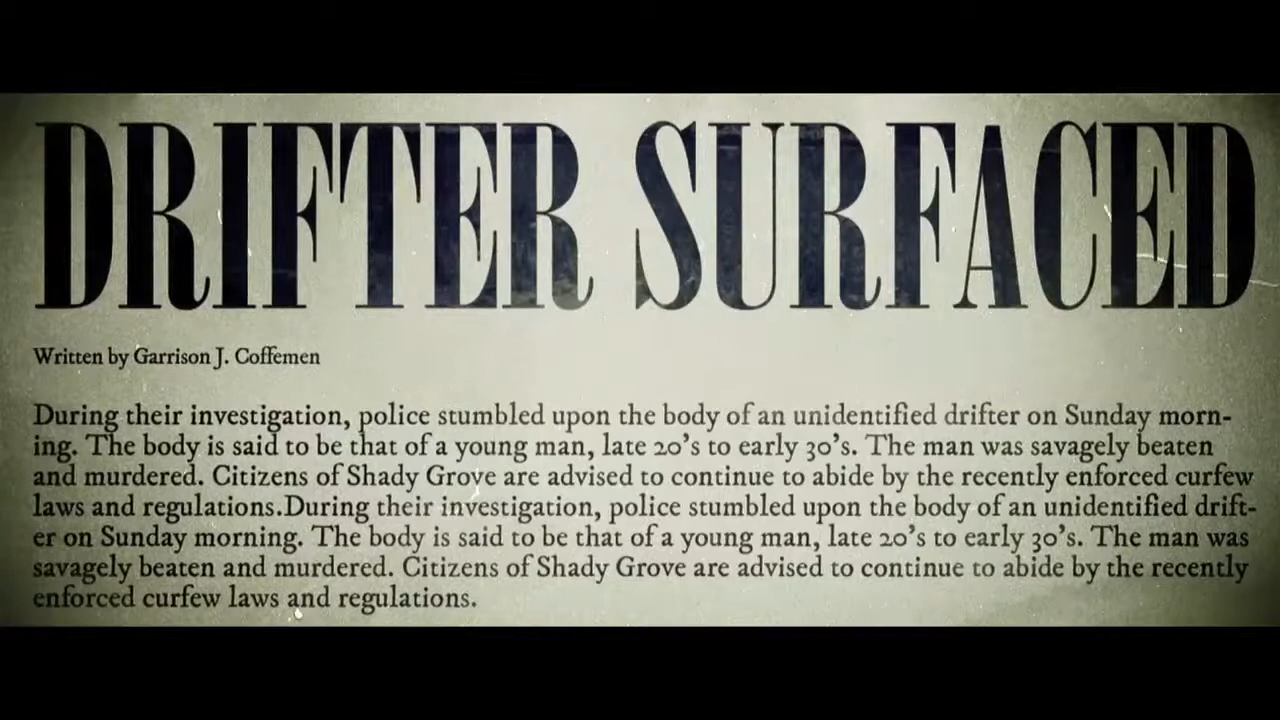 DRIFTER SURFACED
Written by Garrison J. Coffemen
During their investigation, police stumbled upon the body of an unidentified drifter on Sunday morn-
ing. The body is said to be that of a young man, late 20's to early 30's. The man was savagely beaten
and murdered. Citizens of Shady Grove are advised to continue to abide by the recently enforced curfew
laws and regulations.During their investigation, police stumbled upon the body of an unidentified drift-
er on Sunday morning. The body is said to be that of a young man, late 20's to early 30's. The man was
savagely beaten and murdered. Citizens of Shady Grove are advised to continue to abide by the recently
enforced curfew laws and regulations.